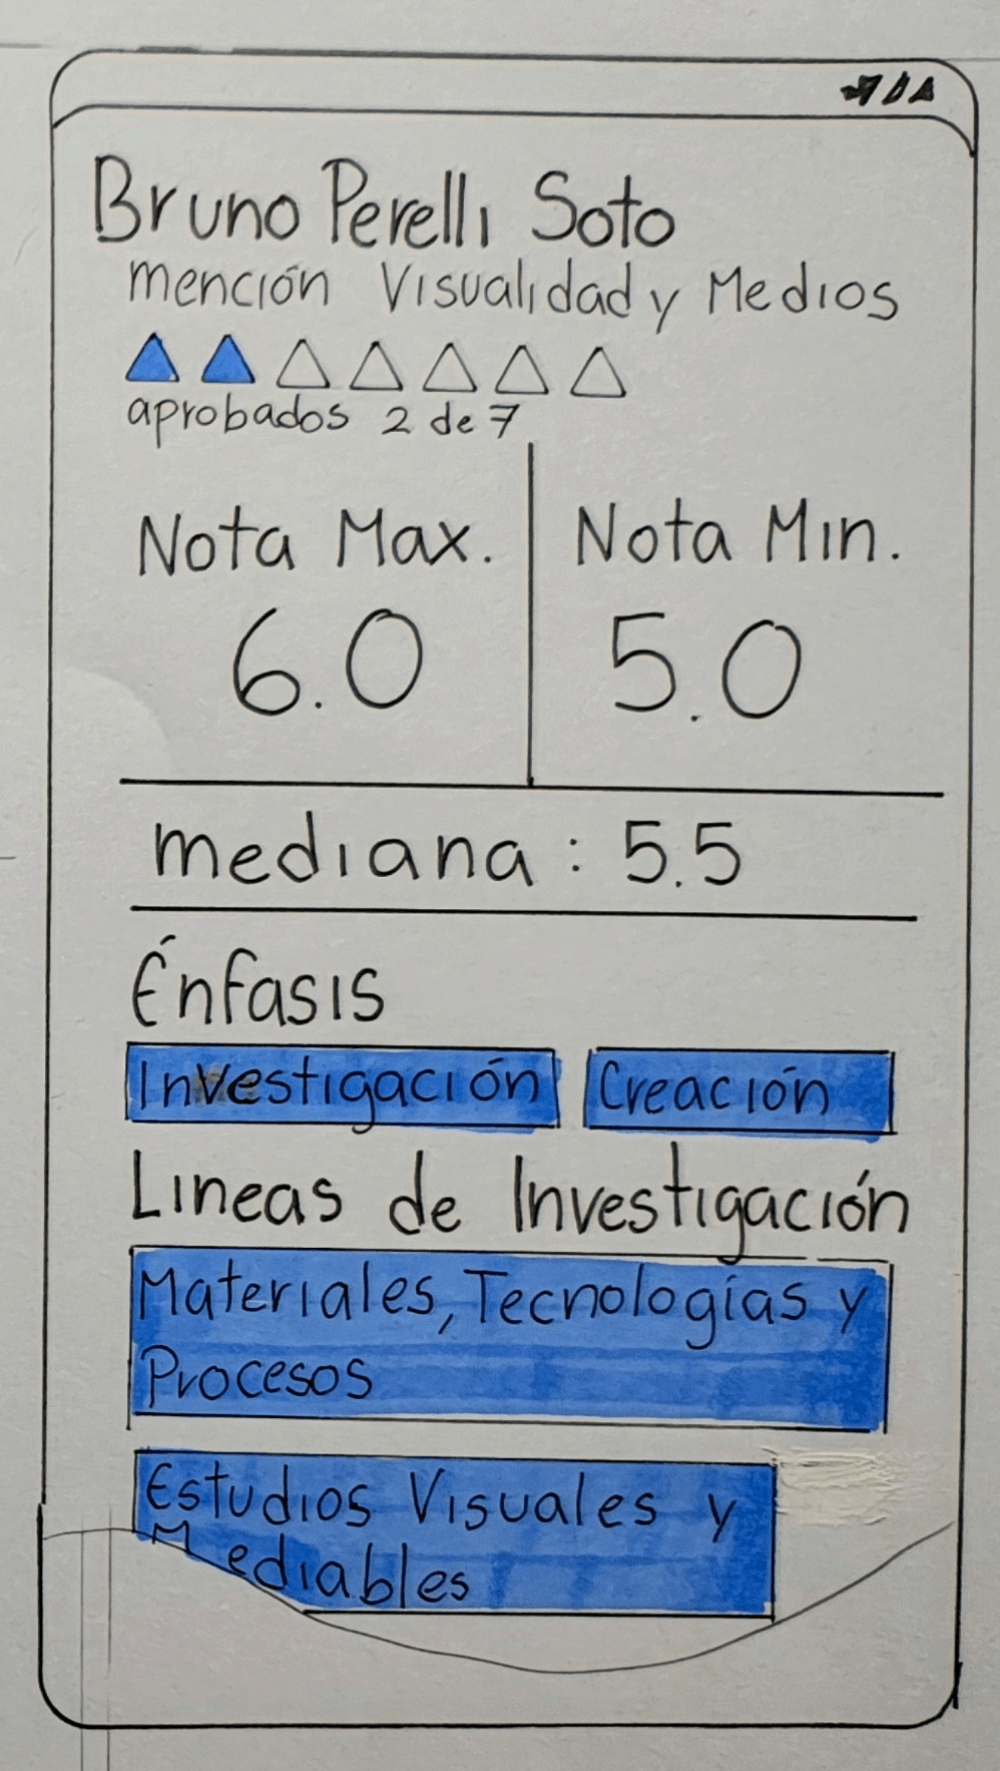 Bruno Perelli Soto
mención Visualidad y Medios
aprobados 2 de 7
Nota Max. Nota Min.
6.0 5.0
mediana: 5.5
Énfasis
Investigación Creación
Lineas de Investigación
Materiales, Tecnologías y
Procesos
Estudios Visuales y
Mediables